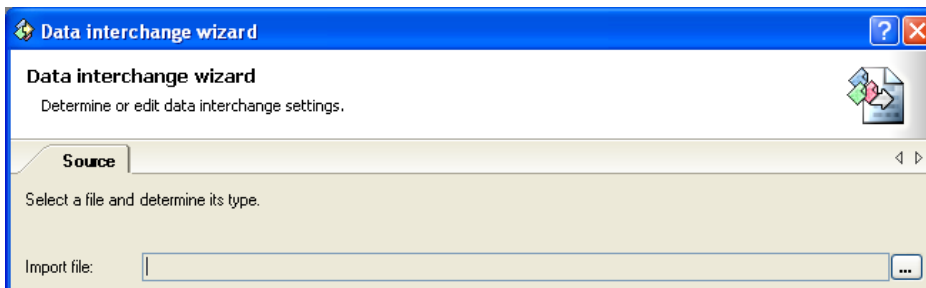 Data interchange wizard
Data interchange wizard
Determine or edit data interchange settings.
Source
Select a file and determine its type.
Import file: ...